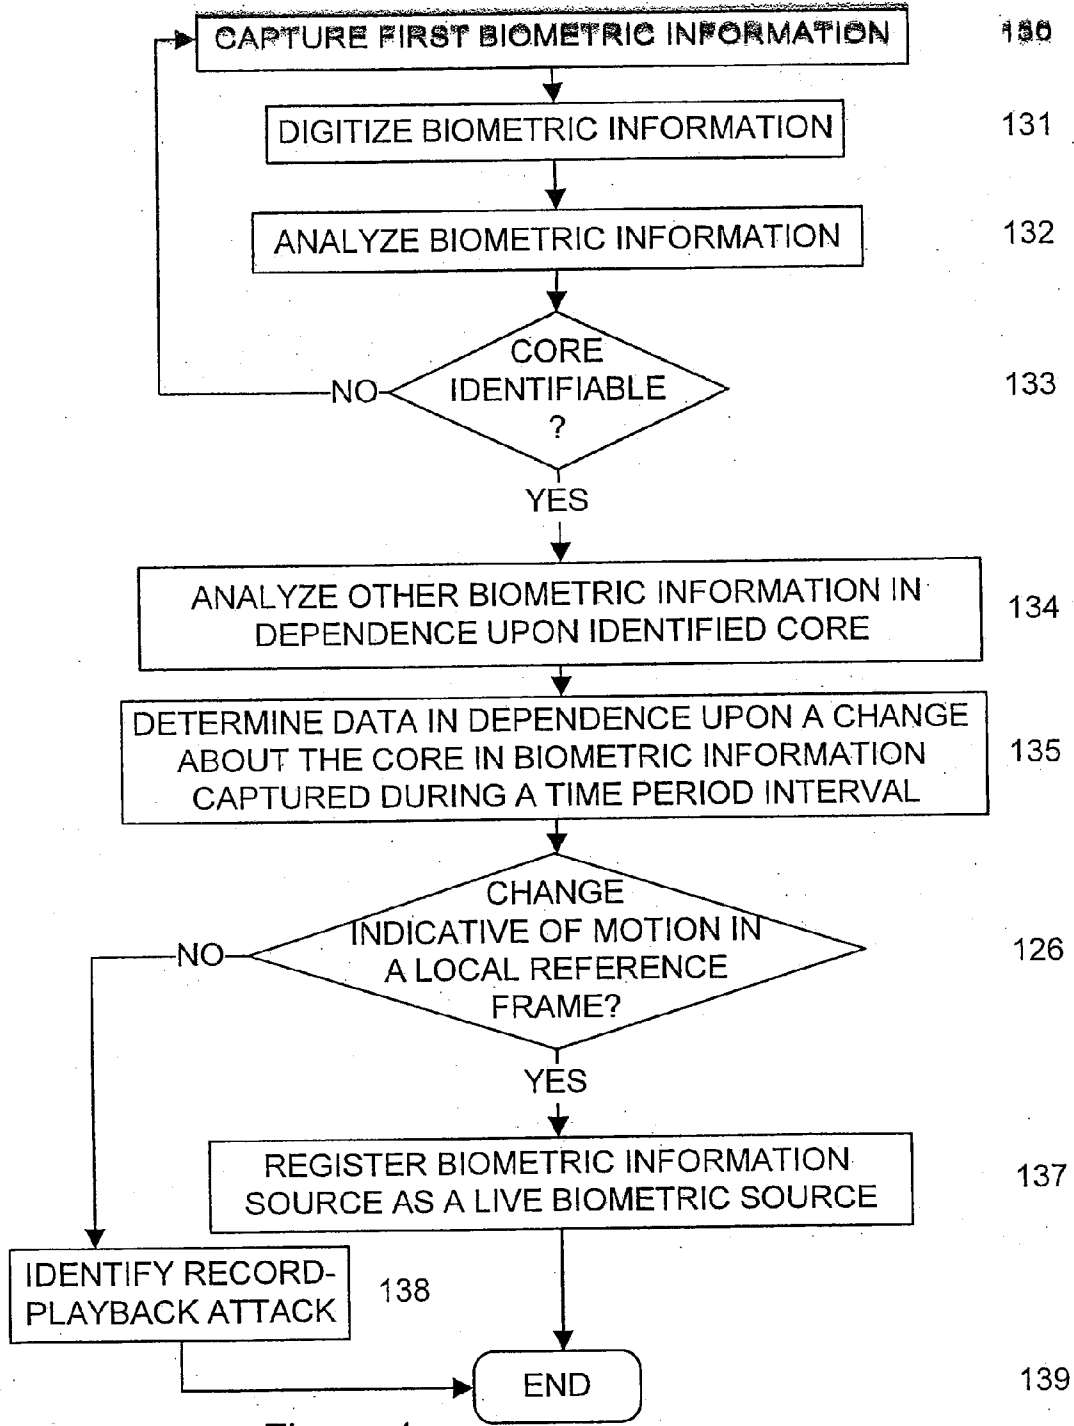 CAPTURE FIRST BIOMETRIC INFORMATION
DIGITIZE BIOMETRIC INFORMATION 131
ANALYZE BIOMETRIC INFORMATION 132
CORE
IDENTIFIABLE
?
NO
133
YES
ANALYZE OTHER BIOMETRIC INFORMATION IN
DEPENDENCE UPON IDENTIFIED CORE
134
DETERMINE DATA IN DEPENDENCE UPON A CHANGE
ABOUT THE CORE IN BIOMETRIC INFORMATION
CAPTURED DURING A TIME PERIOD INTERVAL
135
CHANGE
INDICATIVE OF MOTION IN
A LOCAL REFERENCE
FRAME?
NO
126
YES
REGISTER BIOMETRIC INFORMATION
SOURCE AS A LIVE BIOMETRIC SOURCE
137
IDENTIFY RECORD-
PLAYBACK ATTACK
138
END
139